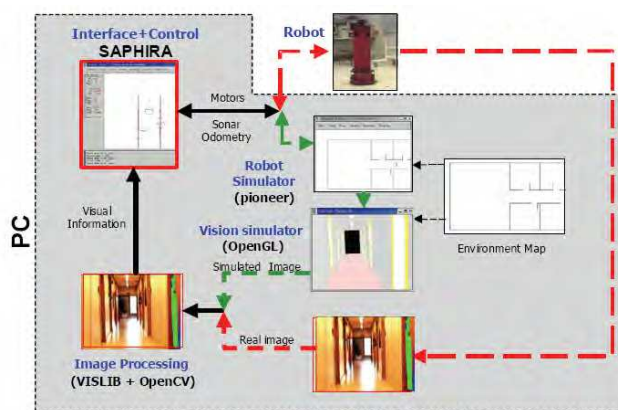 Interface+Control
SAPHIRA
Robot
Motors
Sonar
Odometry
Robot
Simulator
(pioneer)
Visual
Information
Vision simulator
(OpenGL)
Environment Map
Simulated Image
PC
Real image
Image Processing
(VISLIB + OpenCV)